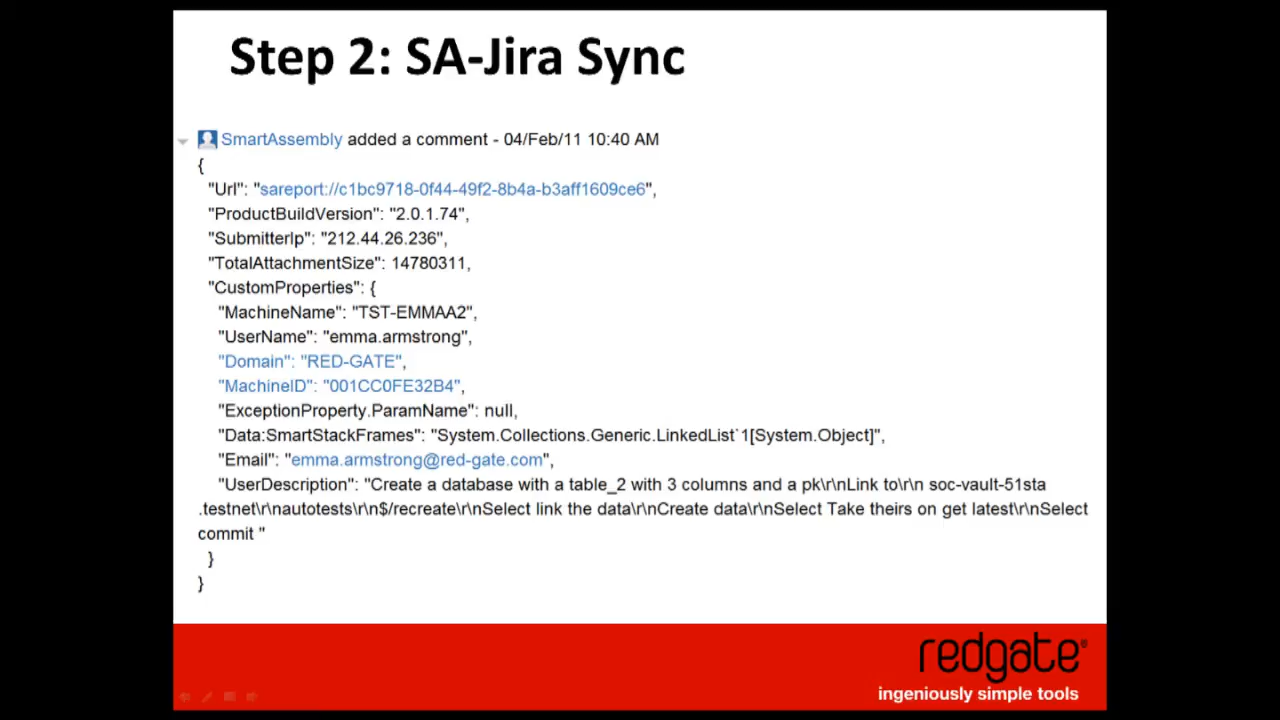 Step 2: SA-Jira Sync
SmartAssembly added a comment - 04/Feb/11 10:40 AM
{
"Url": "sareport://c1bc9718-0f44-49f2-8b4a-b3aff1609ce6",
"ProductBuildVersion": "2.0.1.74",
"SubmitterIp": "212.44.26.236",
"TotalAttachmentSize": 14780311,
"CustomProperties": {
"MachineName": "TST-EMMAA2",
"UserName": "emma.armstrong",
"Domain": "RED-GATE",
"MachineID": "001CC0FE32B4",
"ExceptionProperty.ParamName": null,
"Data:SmartStackFrames": "System.Collections.Generic.LinkedList`1[System.Object]",
"Email": "emma.armstrong@red-gate.com",
"UserDescription": "Create a database with a table_2 with 3 columns and a pk\r\nLink to\r\n soc-vault-51sta
.testnet\r\nautotests\r\n$/recreate\r\nSelect link the data\r\nCreate data\r\nSelect Take theirs on get latest\r\nSelect
commit "
}
}
redgate®
ingeniously simple tools